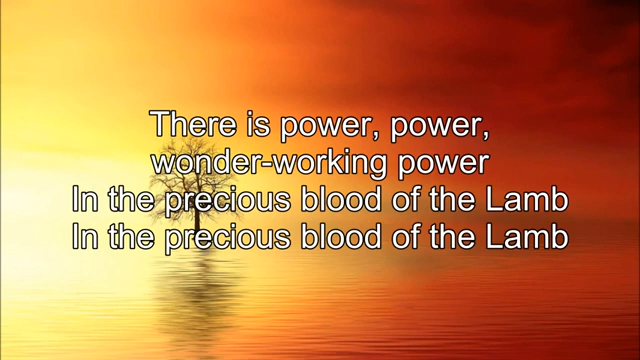 There is power, power,
wonder-working power
In the precious blood of the Lamb
In the precious blood of the Lamb